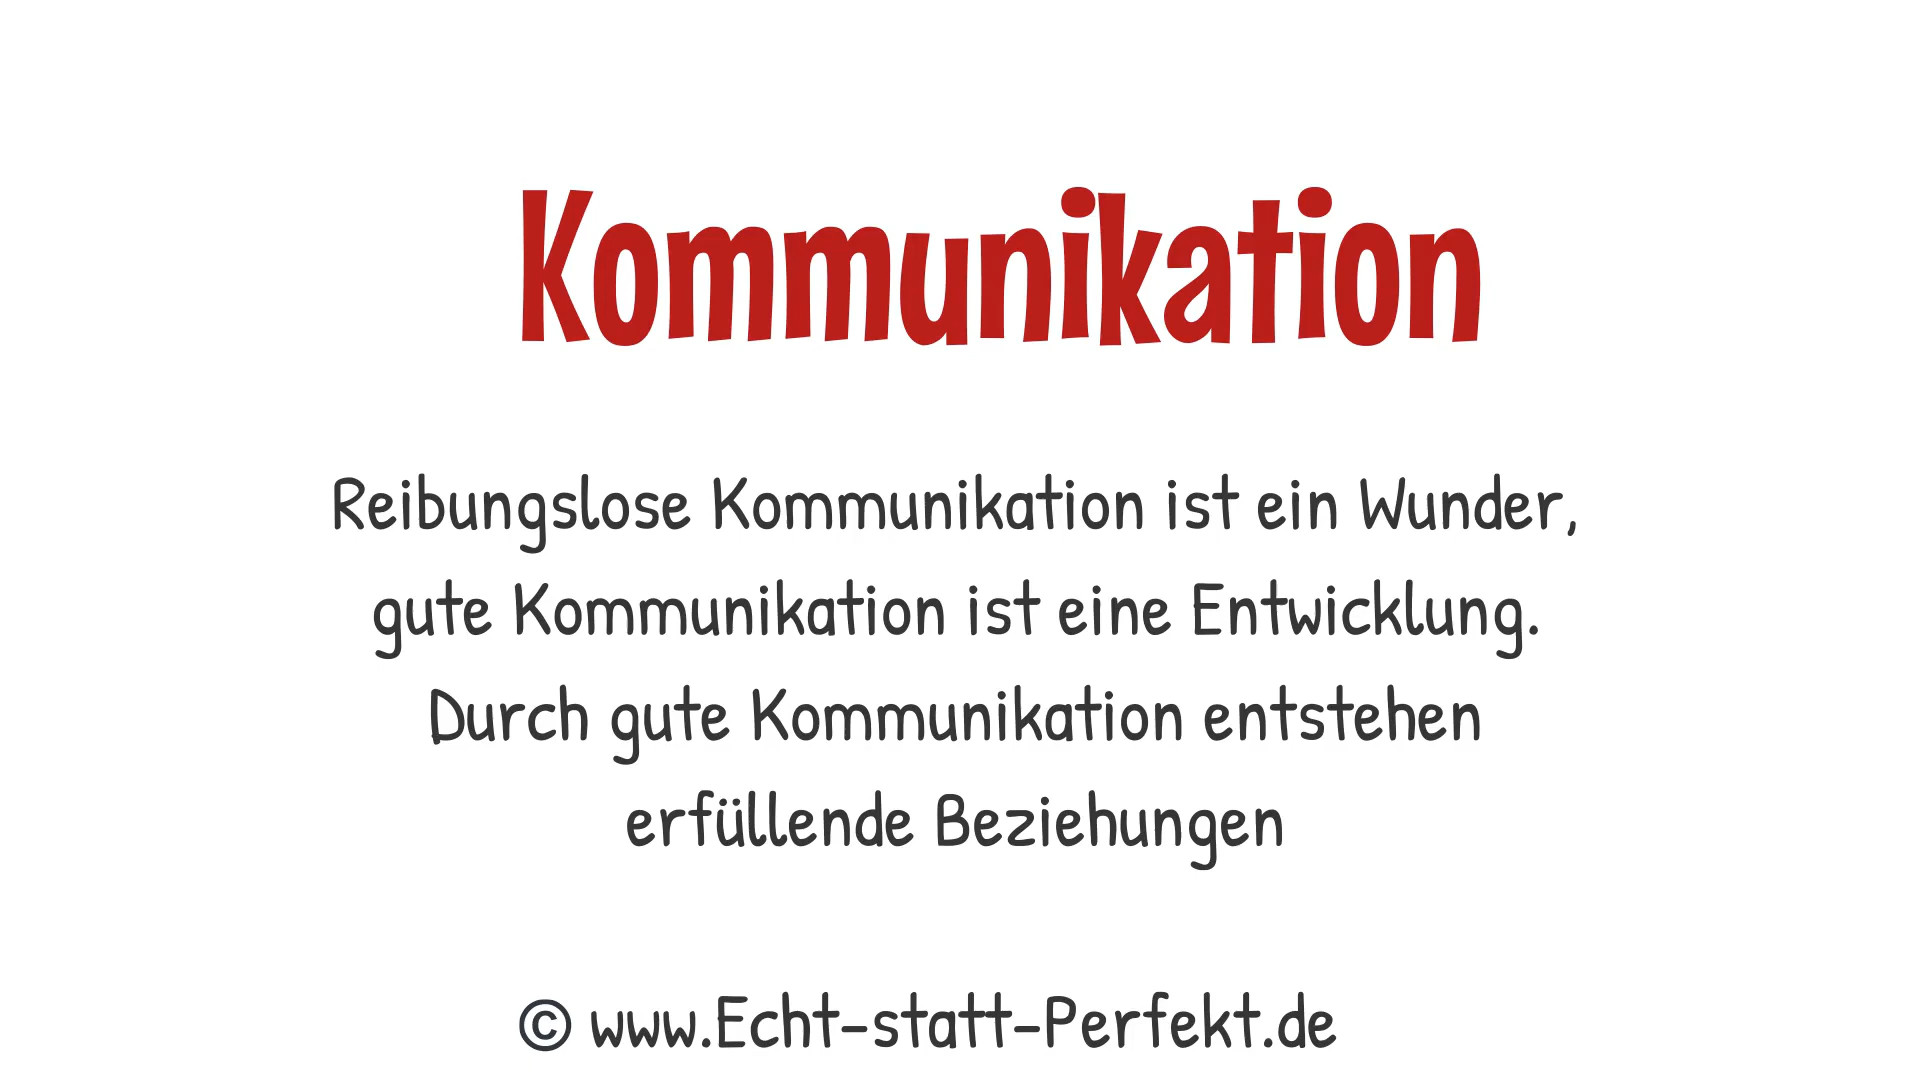 Kommunikation
Reibungslose Kommunikation ist ein Wunder,
gute Kommunikation ist eine Entwicklung.
Durch gute Kommunikation entstehen
erfüllende Beziehungen
© www.Echt-statt-Perfekt.de